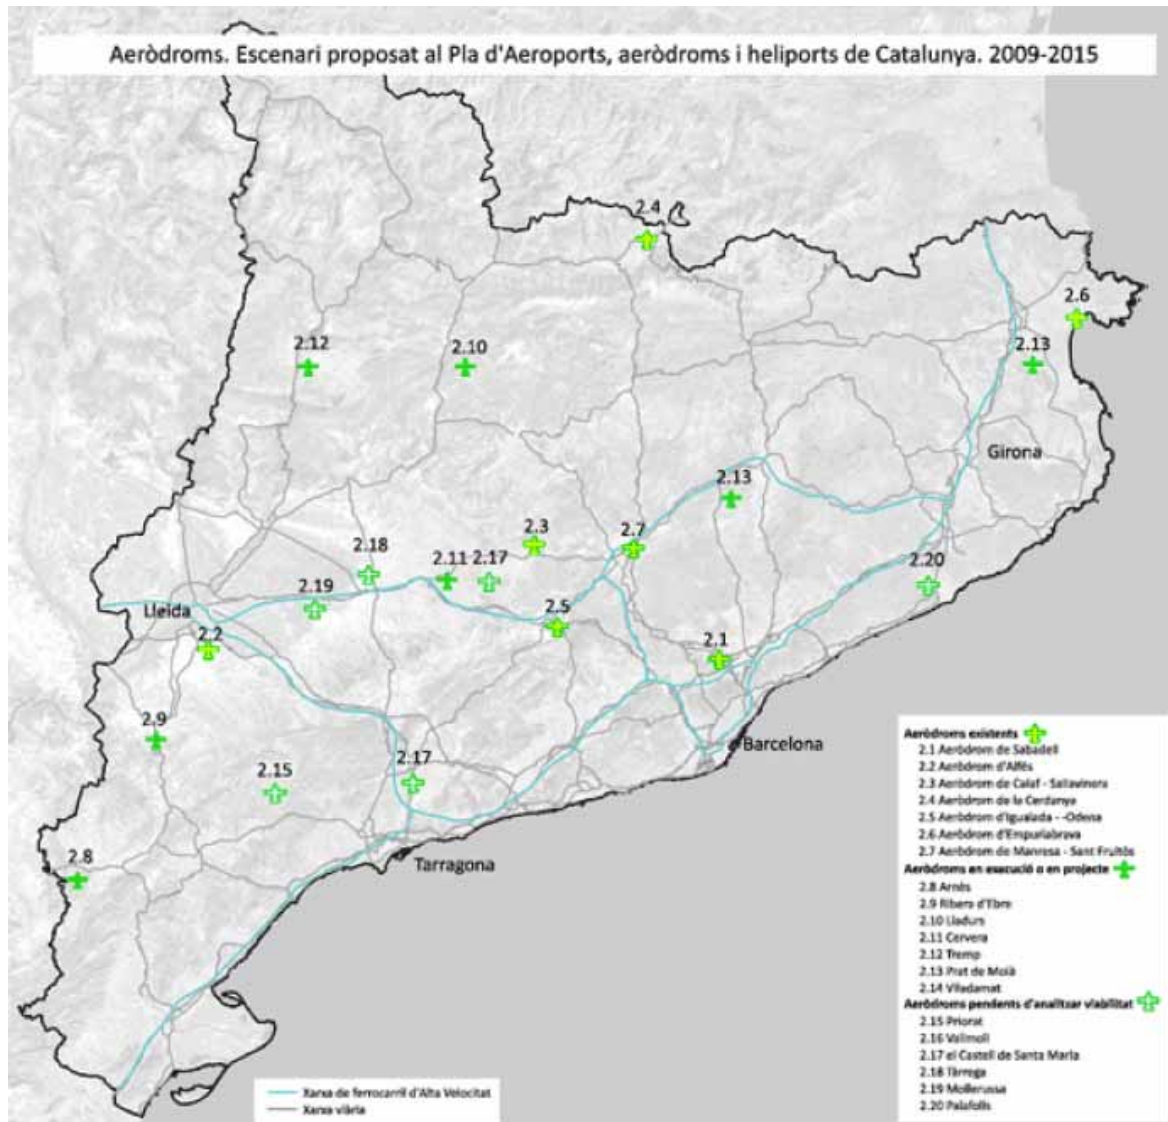 Aeròdroms. Escenari proposat al Pla d'Aeroports, aeròdroms i heliports de Catalunya. 2009-2015
2.4
2.6
2.12
2.10
2.13
Girona
2.13
2.3
2.7
2.18
2.11
2.17
2.20
2.19
Lleida
2.5
2.2
2.1
2.9
Barcelona
2.17
2.15
2.8
Tarragona
Aeròdroms existents
2.1 Aeròdrom de Sabadell
2.2 Aeròdrom d'Alfés
2.3 Aeròdrom de Calaf - Sallavinera
2.4 Aeròdrom de la Cerdanya
2.5 Aeròdrom d'Igualada - -Odena
2.6 Aeròdrom d'Empuriabrava
2.7 Aeròdrom de Manresa - Sant Fruitós
Aeròdroms en execució o en projecte
2.8 Arnès
2.9 Ribera d'Ebre
2.10 Lladurs
2.11 Cervera
2.12 Tremp
2.13 Prat de Moià
2.14 Viladamat
Aeròdroms pendents d'analitzar viabilitat
2.15 Priorat
2.16 Vallmoll
2.17 el Castell de Santa Maria
2.18 Tàrrega
2.19 Mollerussa
2.20 Palafolls
Xarxa de ferrocarril d'Alta Velocitat
Xarxa viària